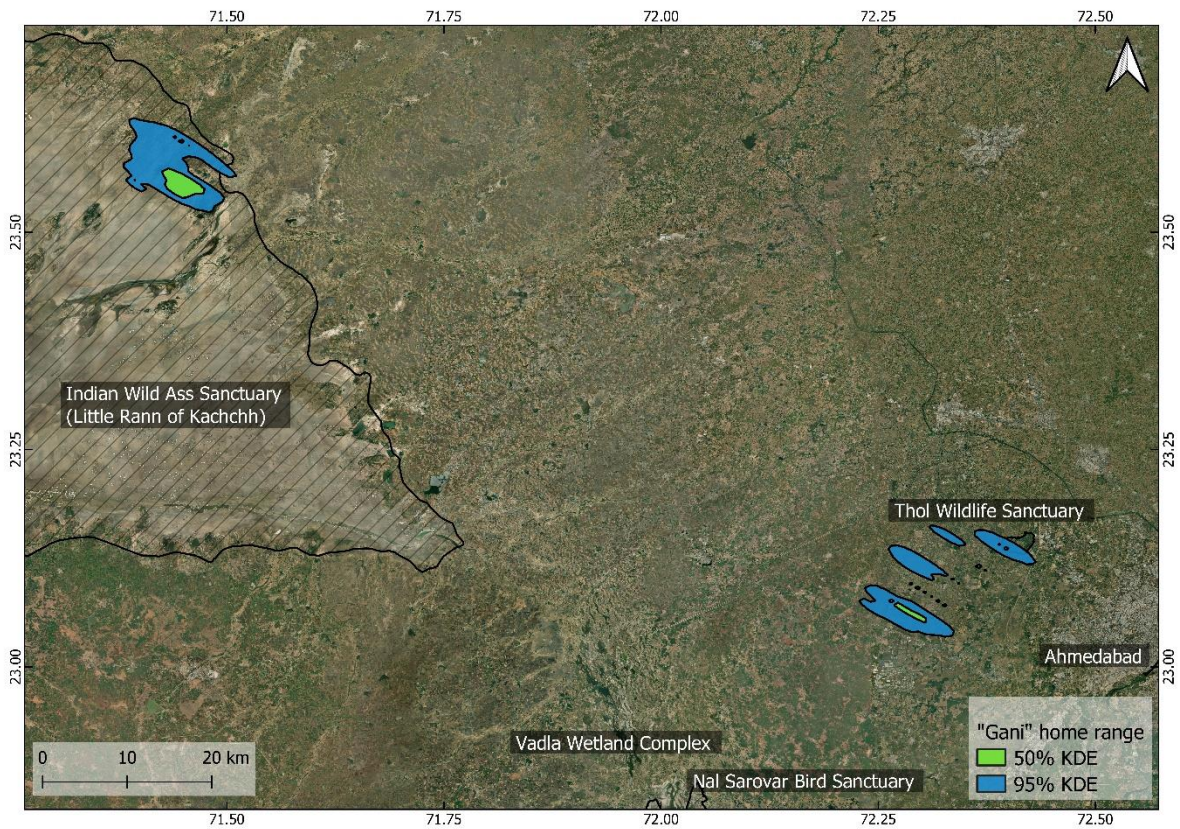 71.50 71.75 72.00 72.25 72.50
23.50 23.50
Indian Wild Ass Sanctuary
(Little Rann of Kachchh)
23.25 23.25
Thol Wildlife Sanctuary
23.00 23.00
Ahmedabad
"Gani" home range
50% KDE
95% KDE
Vadla Wetland Complex
Nal Sarovar Bird Sanctuary
0 10 20 km
71.50 71.75 72.00 72.25 72.50